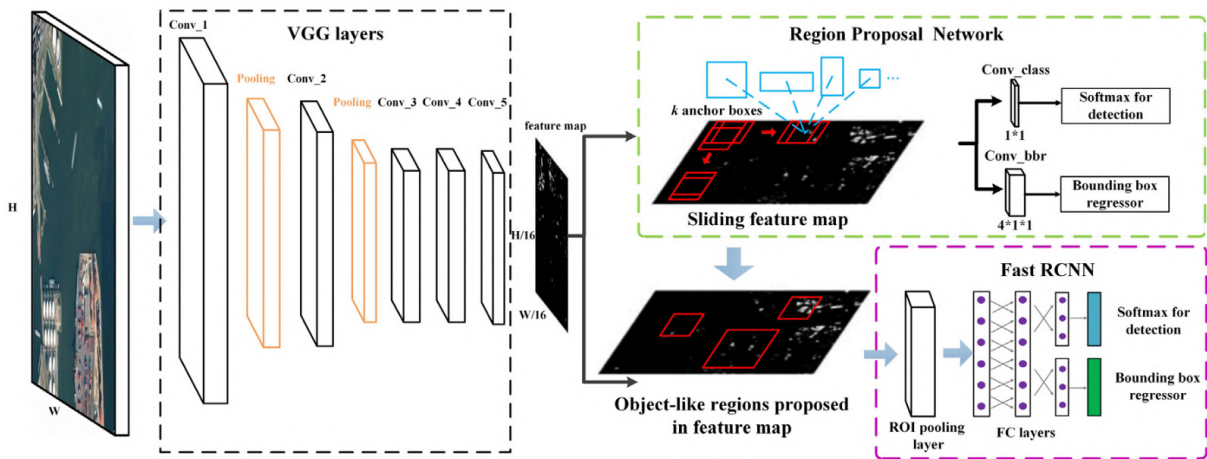 VGG layers
Conv_1
Pooling
Conv_2
Pooling
Conv_3
Conv_4
Conv_5
H
W
feature map
H/16
W/16
Region Proposal Network
k anchor boxes
...
Sliding feature map
Conv_class
1*1
Softmax for
detection
Conv_bbr
4*1*1
Bounding box
regressor
Object-like regions proposed
in feature map
Fast RCNN
ROI pooling
layer
FC layers
Softmax for
detection
Bounding box
regressor